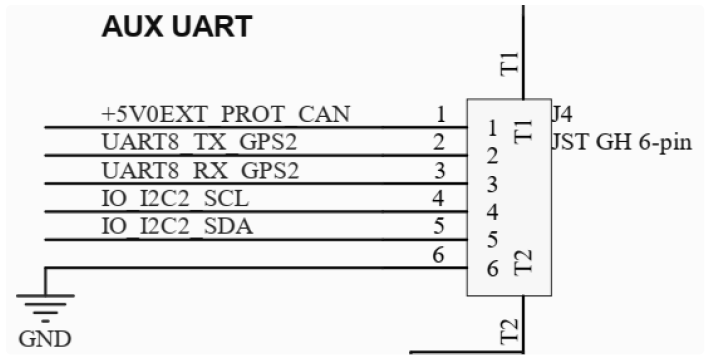 AUX UART
T1
+5V0EXT_PROT_CAN 1 1 T1 J4
UART8_TX_GPS2 2 2 JST GH 6-pin
UART8_RX_GPS2 3 3
IO_I2C2_SCL 4 4
IO_I2C2_SDA 5 5
6 6 T2
GND
T2